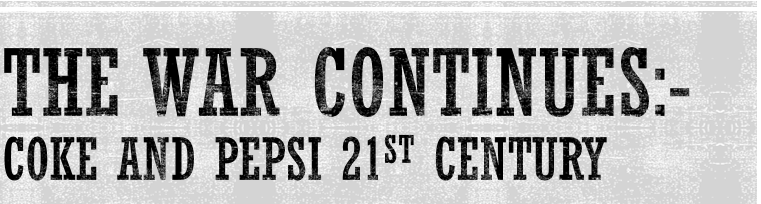 THE WAR CONTINUES:-
COKE AND PEPSI 21ST CENTURY